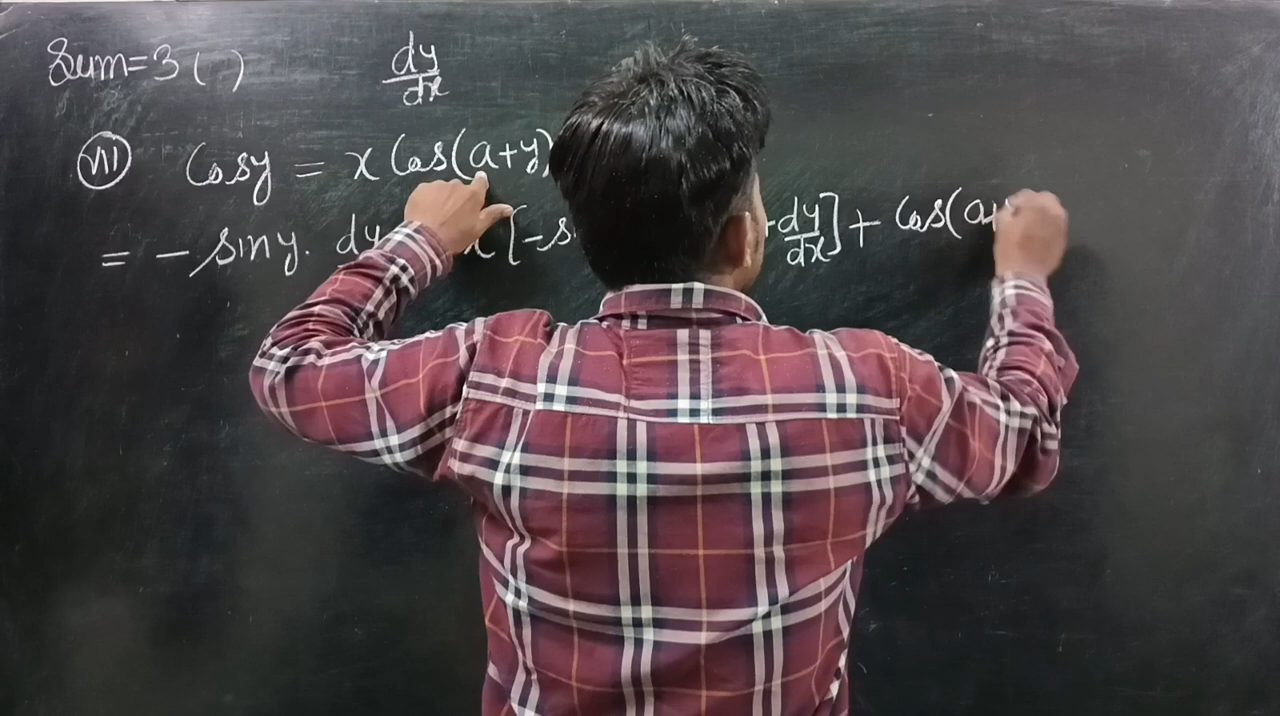 Sum=3 ( )
dy/dx
(VII) Cosy = x Cos(a+y)
= - siny. dy x [-s +dy/dx] + Cos(a+